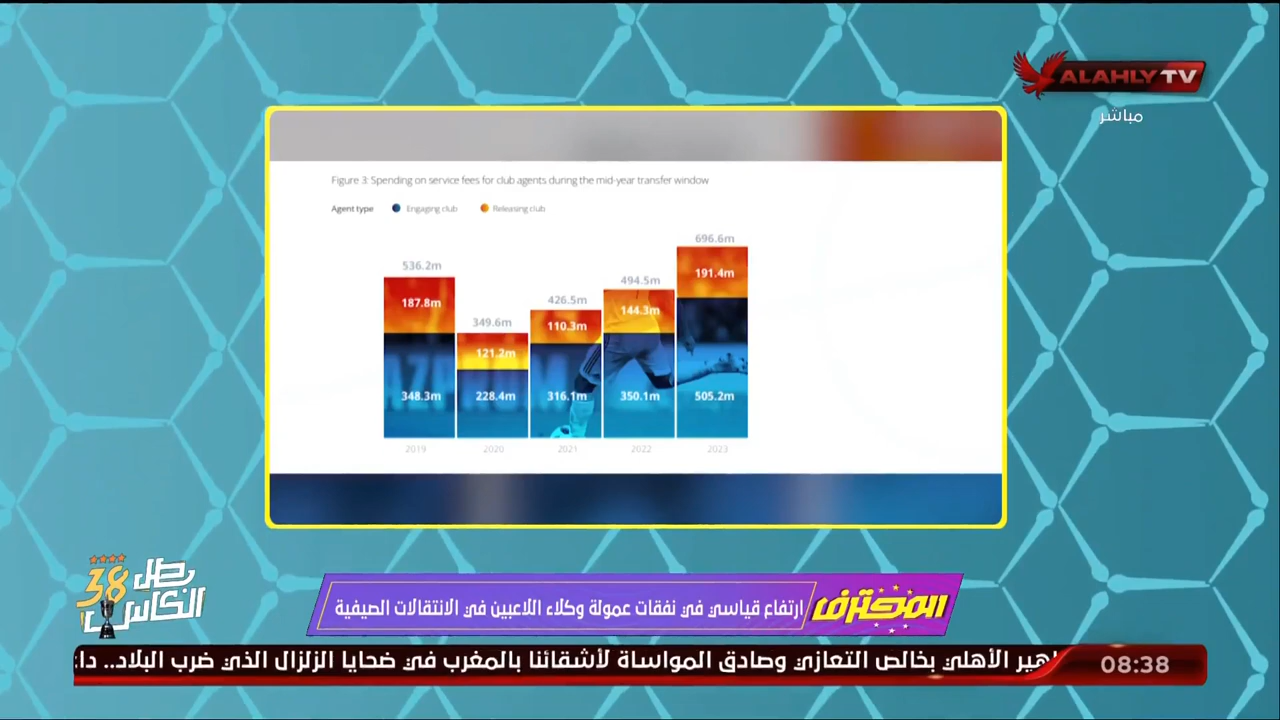 ALAHLY TV
مباشر
Figure 3: Spending on service fees for club agents during the mid-year transfer window
Agent type Engaging club Releasing club
696.6m
536.2m
494.5m
426.5m
349.6m
191.4m
187.8m
144.3m
110.3m
121.2m
348.3m 228.4m 316.1m 350.1m 505.2m
2019 2020 2021 2022 2023
بطل 38
الكاس
المحترف
ارتفاع قياسي في نفقات عمولة وكلاء اللاعبين في الانتقالات الصيفية
الأهلي بخالص التعازي وصادق المواساة لأشقائنا بالمغرب في ضحايا الزلزال الذي ضرب البلاد..
08:38